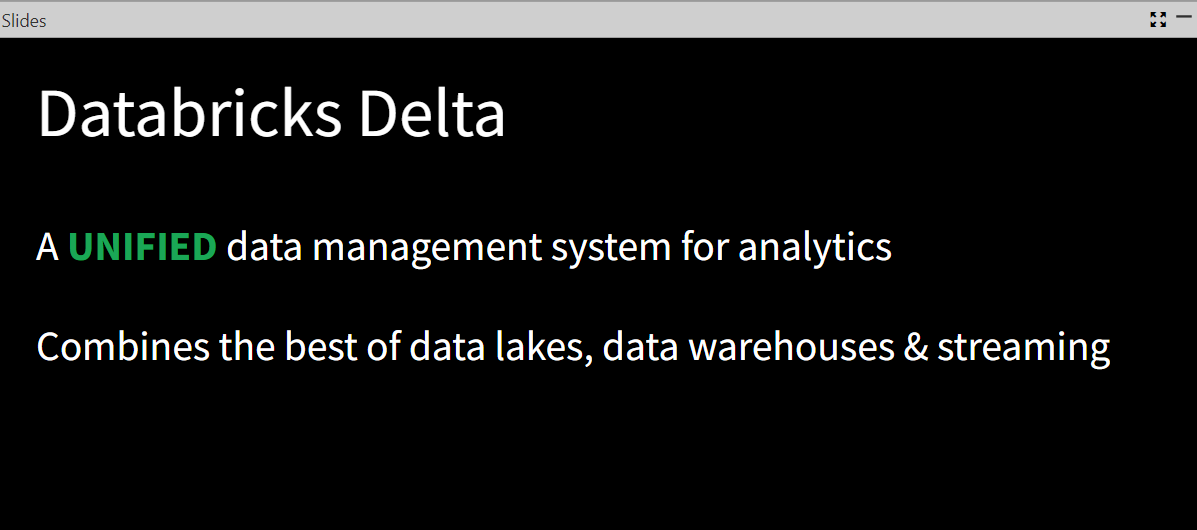 Slides
Databricks Delta
A UNIFIED data management system for analytics
Combines the best of data lakes, data warehouses & streaming